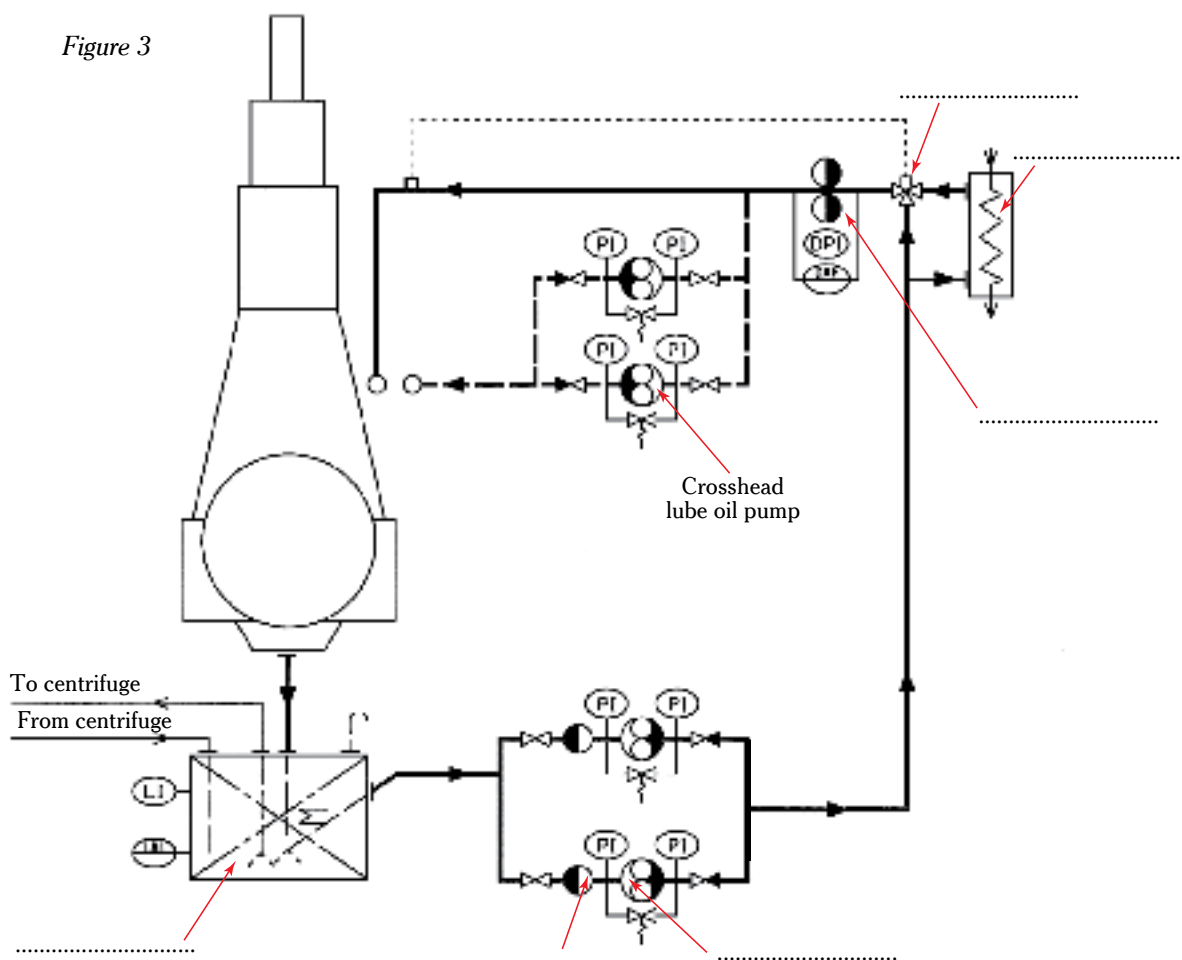 Figure 3
PI
PI
DPI
PI
PI
Crosshead
lube oil pump
To centrifuge
From centrifuge
LI
PI
PI
PI
PI